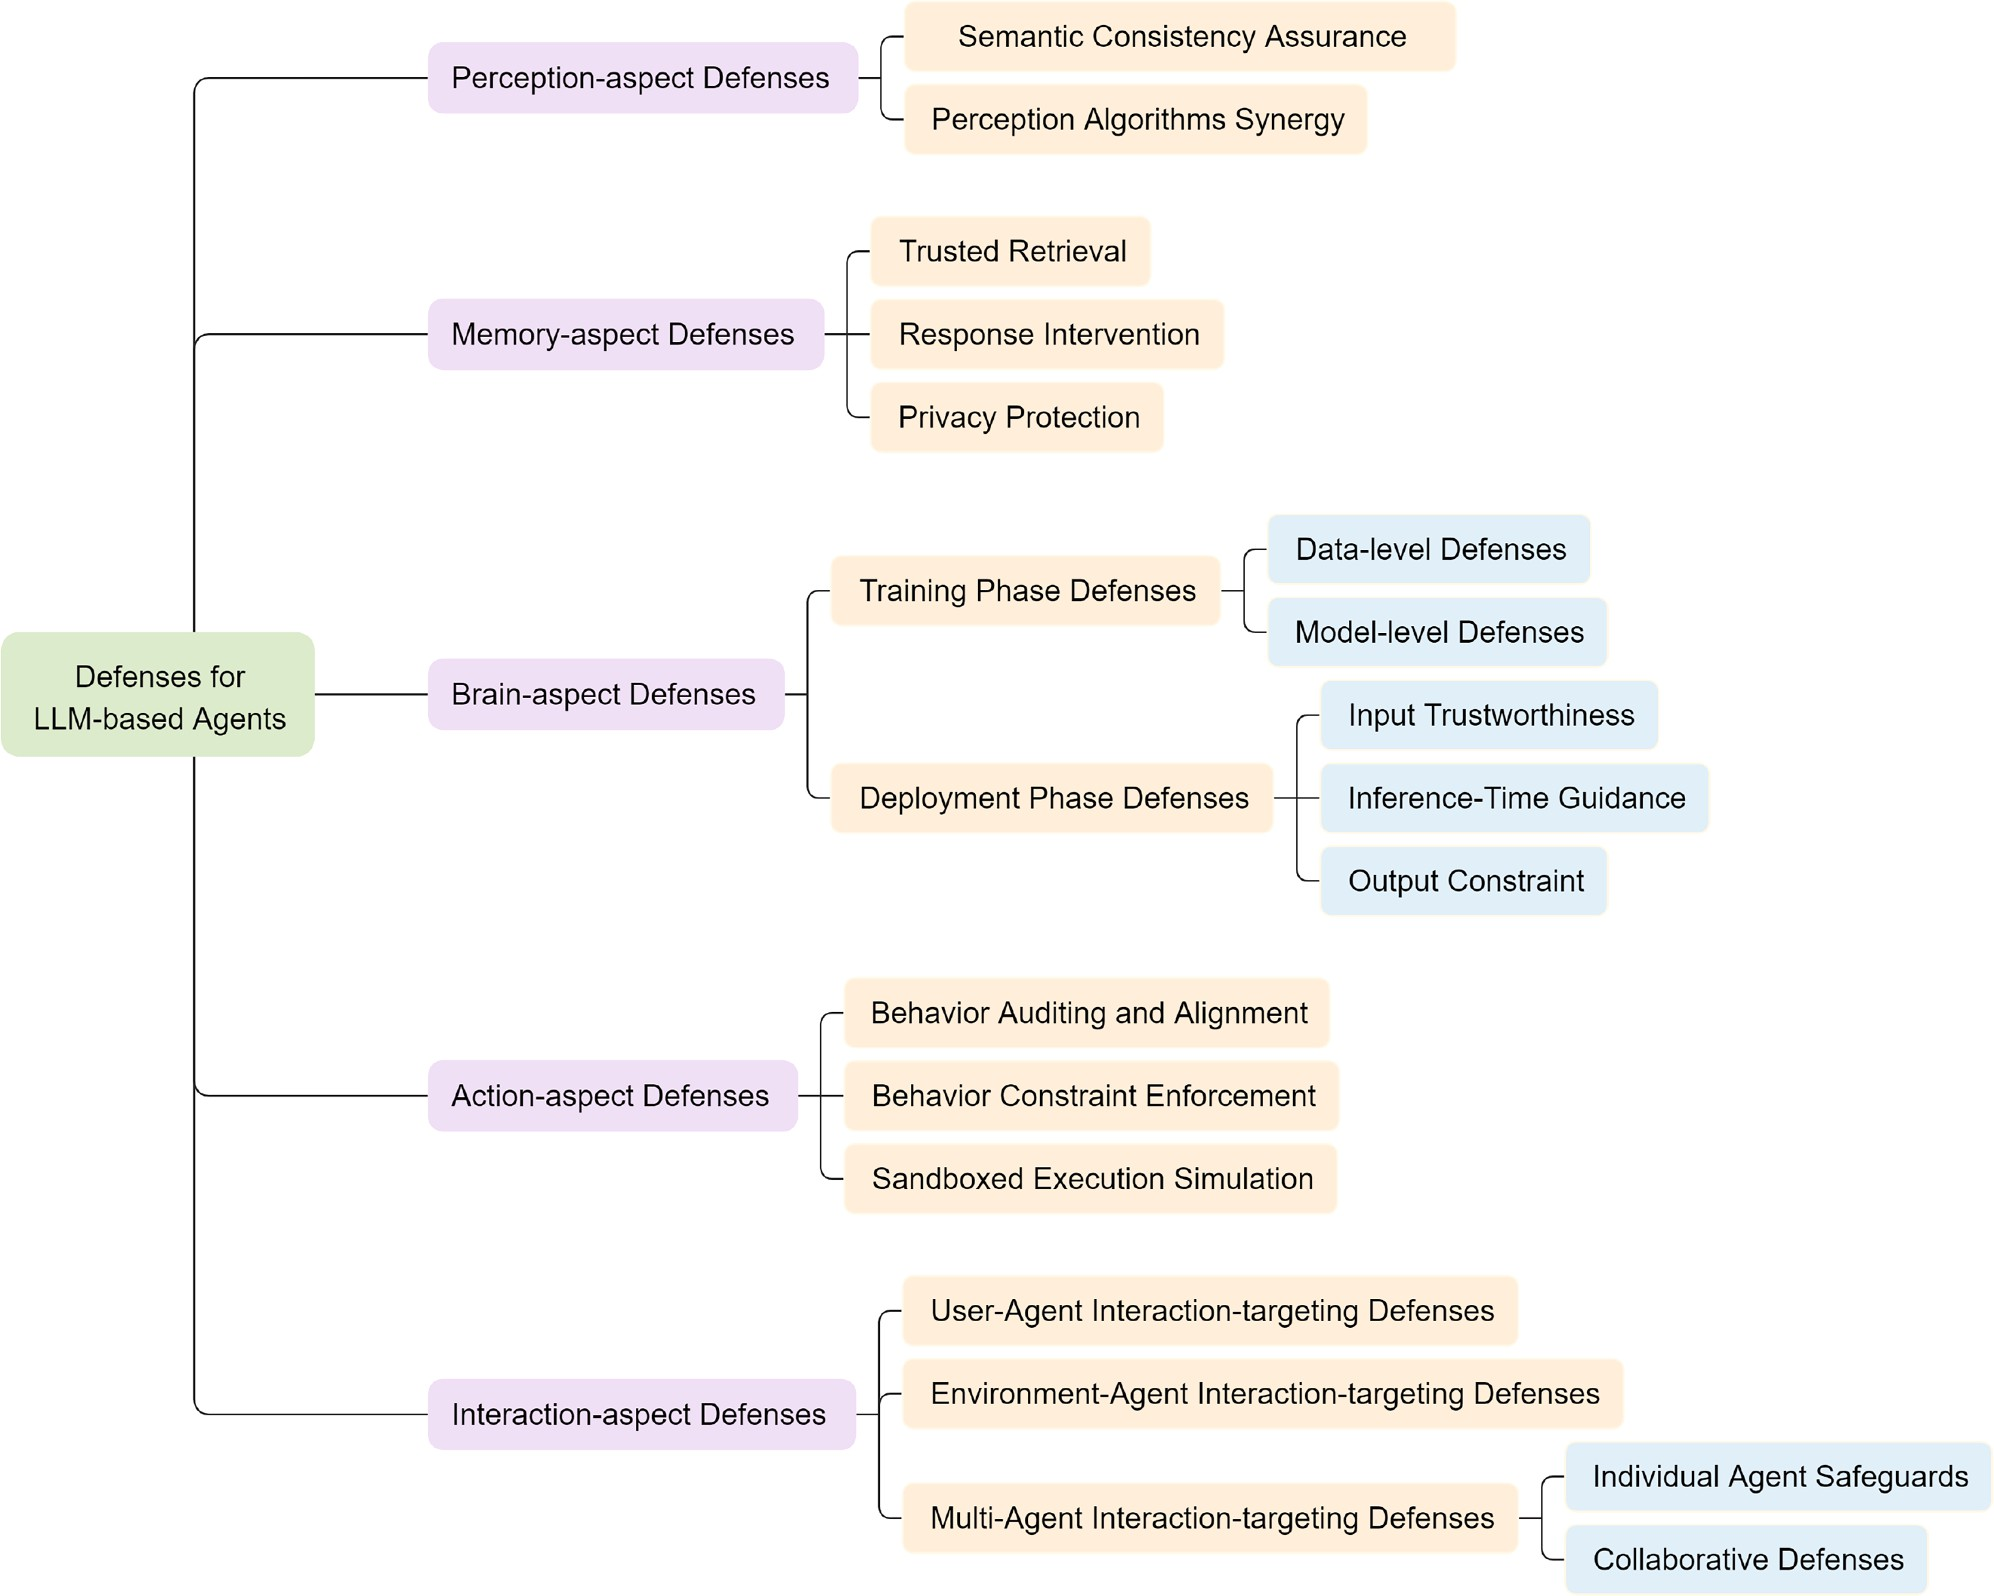 Defenses for
LLM-based Agents
Perception-aspect Defenses
Semantic Consistency Assurance
Perception Algorithms Synergy
Memory-aspect Defenses
Trusted Retrieval
Response Intervention
Privacy Protection
Brain-aspect Defenses
Training Phase Defenses
Data-level Defenses
Model-level Defenses
Deployment Phase Defenses
Input Trustworthiness
Inference-Time Guidance
Output Constraint
Action-aspect Defenses
Behavior Auditing and Alignment
Behavior Constraint Enforcement
Sandboxed Execution Simulation
Interaction-aspect Defenses
User-Agent Interaction-targeting Defenses
Environment-Agent Interaction-targeting Defenses
Multi-Agent Interaction-targeting Defenses
Individual Agent Safeguards
Collaborative Defenses